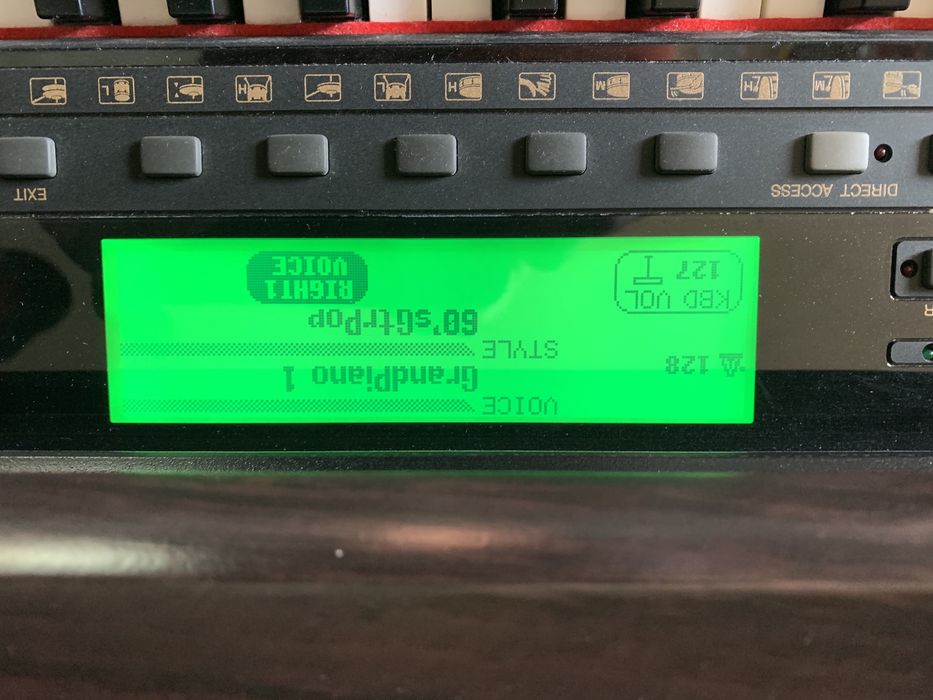 VOICE
GrandPiano 1
128
STYLE
60'sGtrPop
KBD VOL
127
RIGHT1
VOICE
DIRECT ACCESS
EXIT
M
H
M
H
L
H
L